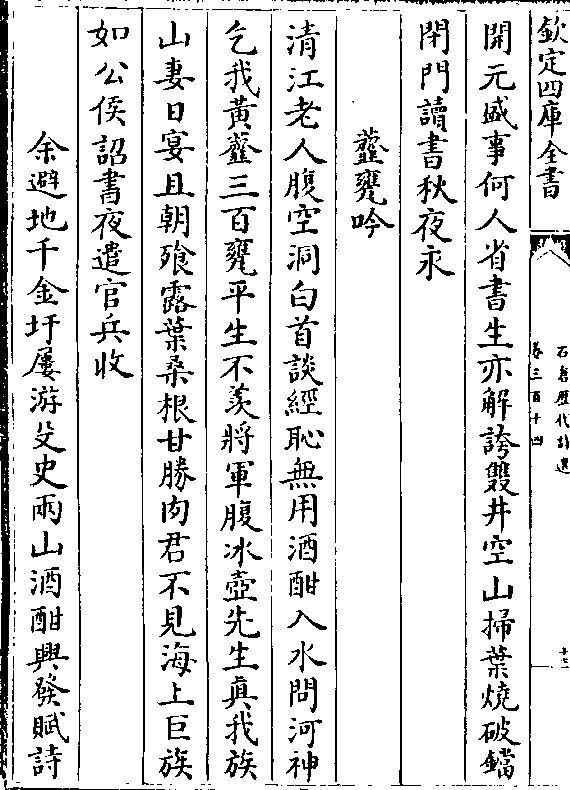 欽定四庫全書
石倉歷代詩選
卷三百十四
十二
開元盛事何人省書生亦解誇雙井空山掃葉燒破鐺
閉門讀書秋夜永
虀甕吟
清江老人腹空洞白首談經恥無用酒酣入水問河神
乞我黃虀三百甕平生不羨將軍腹冰壺先生真我族
山妻日宴且朝飱露葉桑根甘勝肉君不見海上巨族
如公侯詔書夜遣官兵收
余避地千金圩屢游笅史兩山酒酣興發賦詩